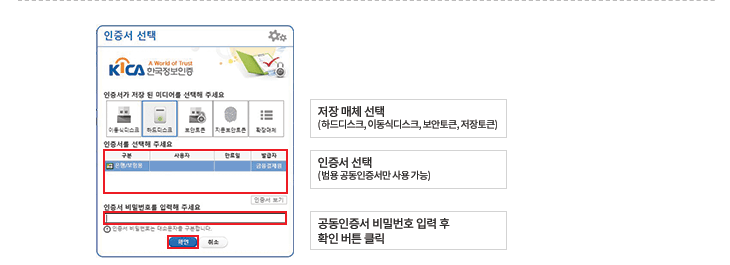 인증서 선택
KICA A World of Trust
한국정보인증
인증서가 저장 된 미디어를 선택해 주세요
이동식디스크 하드디스크 보안토큰 지문보안토큰 확장매체
인증서를 선택해 주세요
구분 사용자 만료일 발급자
은행/보험용 금융결제원
인증서 보기
인증서 비밀번호를 입력해 주세요
인증서 비밀번호는 대소문자를 구분합니다.
확인 취소
저장 매체 선택
(하드디스크, 이동식디스크, 보안토큰, 저장토큰)
인증서 선택
(범용 공동인증서만 사용 가능)
공동인증서 비밀번호 입력 후
확인 버튼 클릭